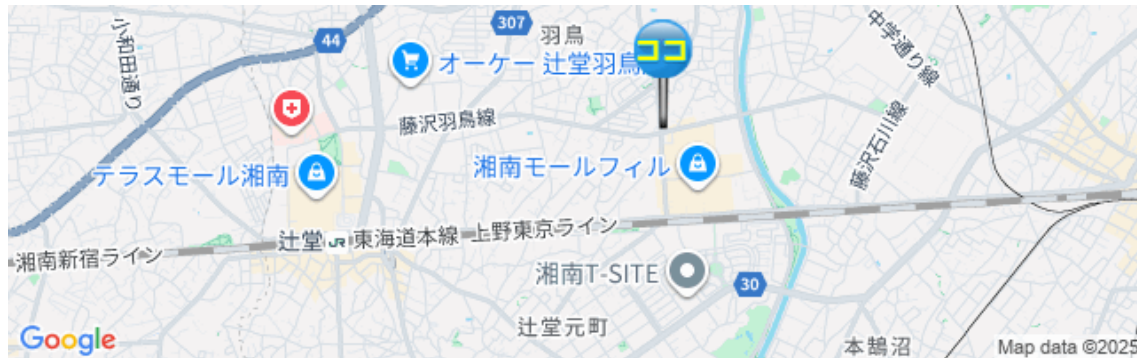 小和田通り
44
307
羽鳥
ココ
オーケー 辻堂羽鳥
中学通り線
藤沢羽鳥線
藤沢石川線
テラスモール湘南
湘南モールフィル
辻堂 JR 東海道本線 上野東京ライン
湘南新宿ライン
湘南T-SITE
30
辻堂元町
本鵠沼
Google
Map data ©2025